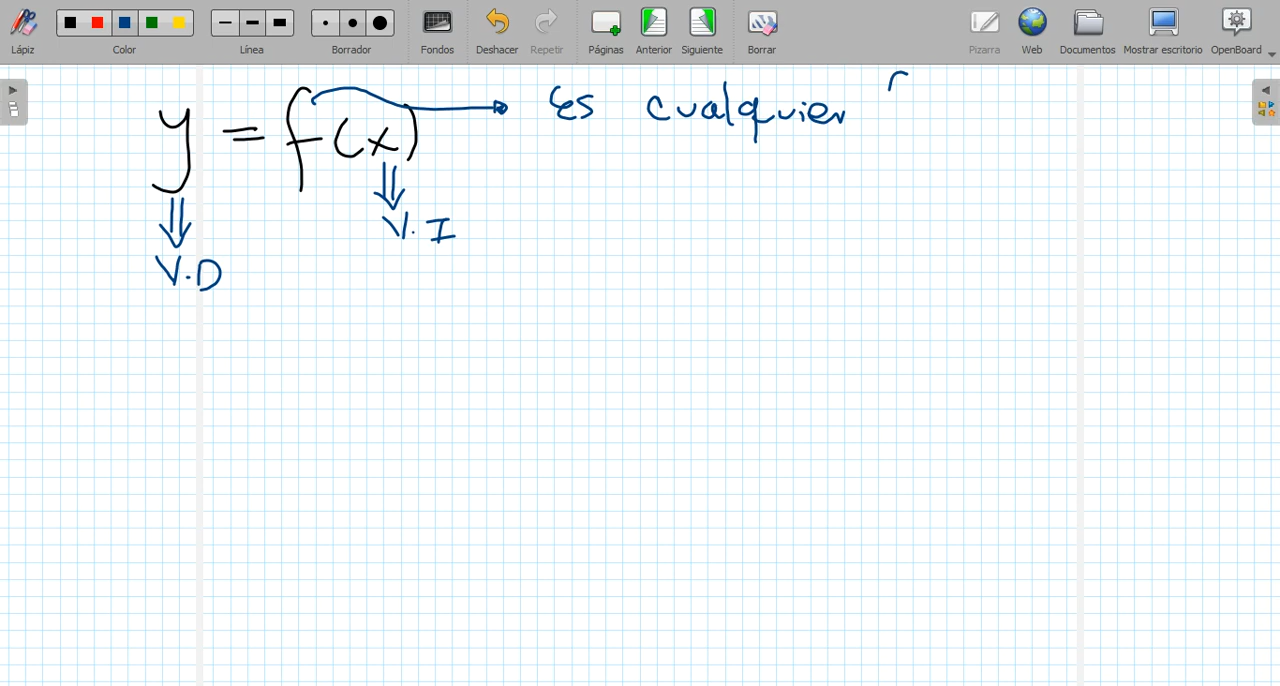 Lápiz Color Línea Borrador Fondos Deshacer Repetir Páginas Anterior Siguiente Borrar Pizarra Web Documentos Mostrar escritorio OpenBoard
y = f(x) Es cualquier
V.I
V.D